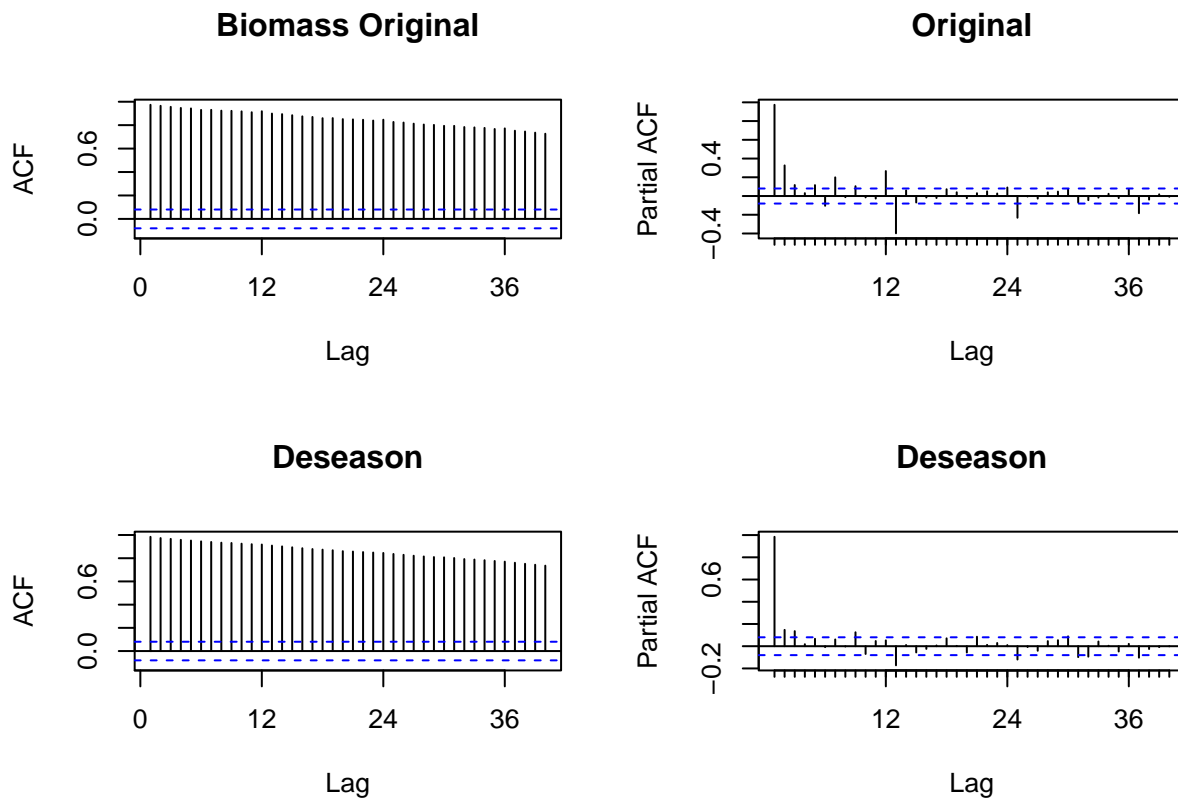 Biomass Original
ACF
0.0 0.6
0 12 24 36
Lag
Original
Partial ACF
−0.4 0.4
12 24 36
Lag
Deseason
ACF
0.0 0.6
0 12 24 36
Lag
Deseason
Partial ACF
−0.2 0.6
12 24 36
Lag